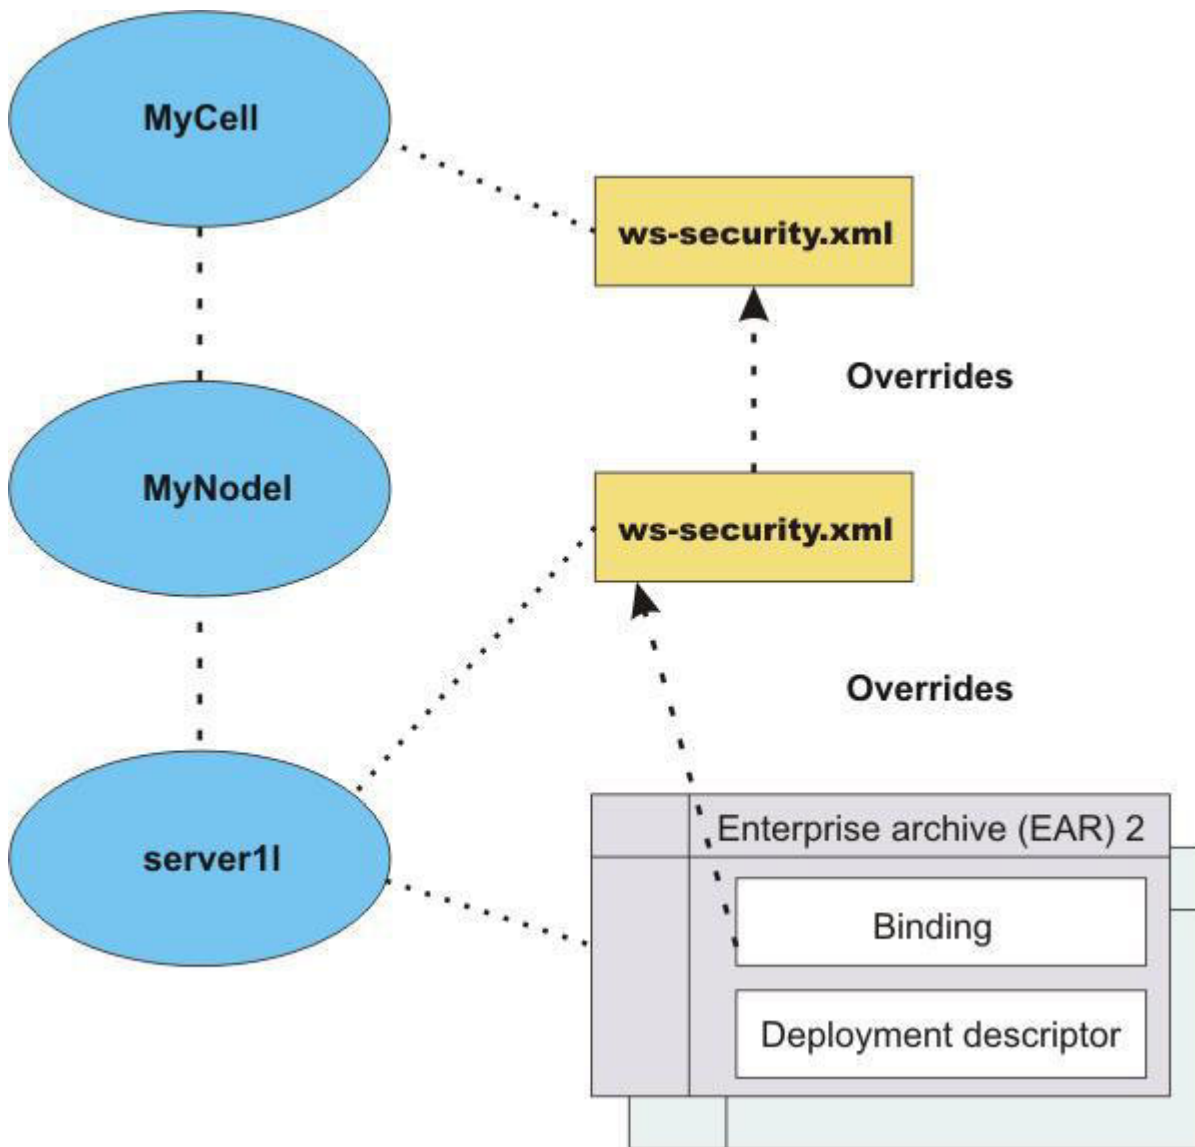 MyCell
ws-security.xml
Overrides
MyNodel
ws-security.xml
Overrides
server1l
Enterprise archive (EAR) 2
Binding
Deployment descriptor